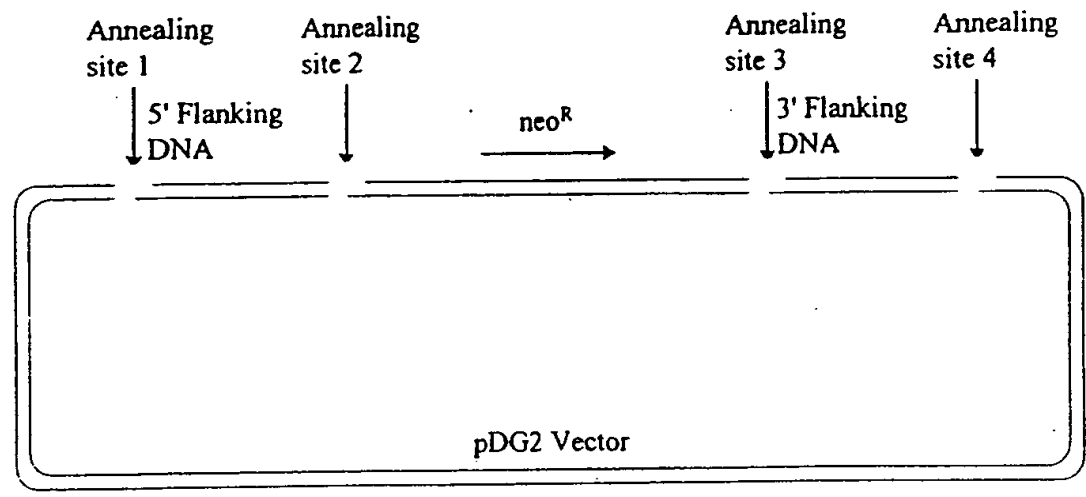 Annealing
site 1
Annealing
site 2
Annealing
site 3
Annealing
site 4
5' Flanking
DNA
neoR
3' Flanking
DNA
pDG2 Vector